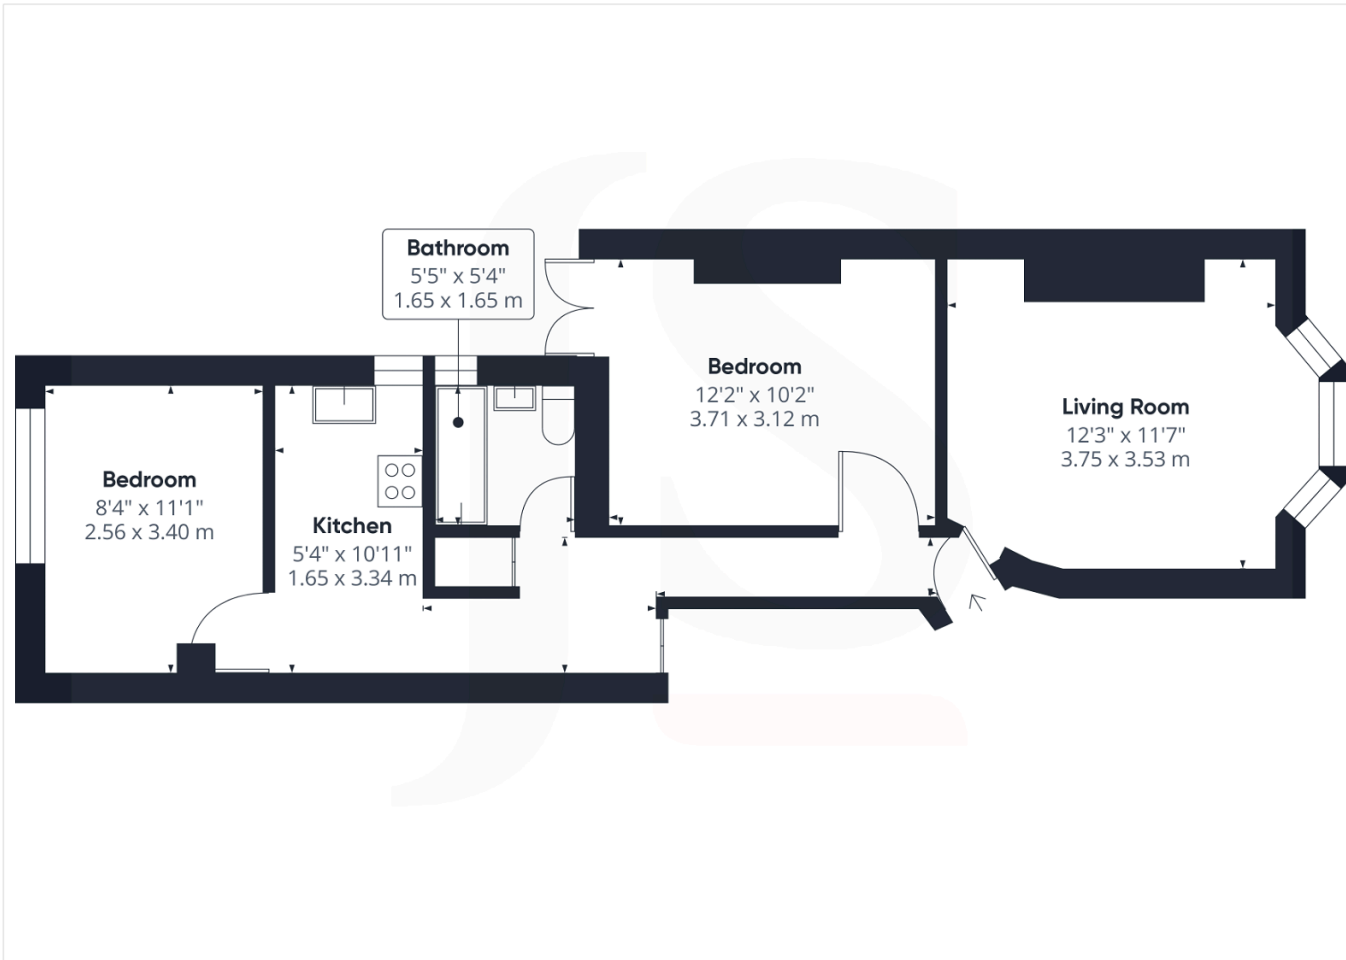 Bathroom
5'5" x 5'4"
1.65 x 1.65 m
Bedroom
12'2" x 10'2"
3.71 x 3.12 m
Living Room
12'3" x 11'7"
3.75 x 3.53 m
Bedroom
8'4" x 11'1"
2.56 x 3.40 m
Kitchen
5'4" x 10'11"
1.65 x 3.34 m
JS